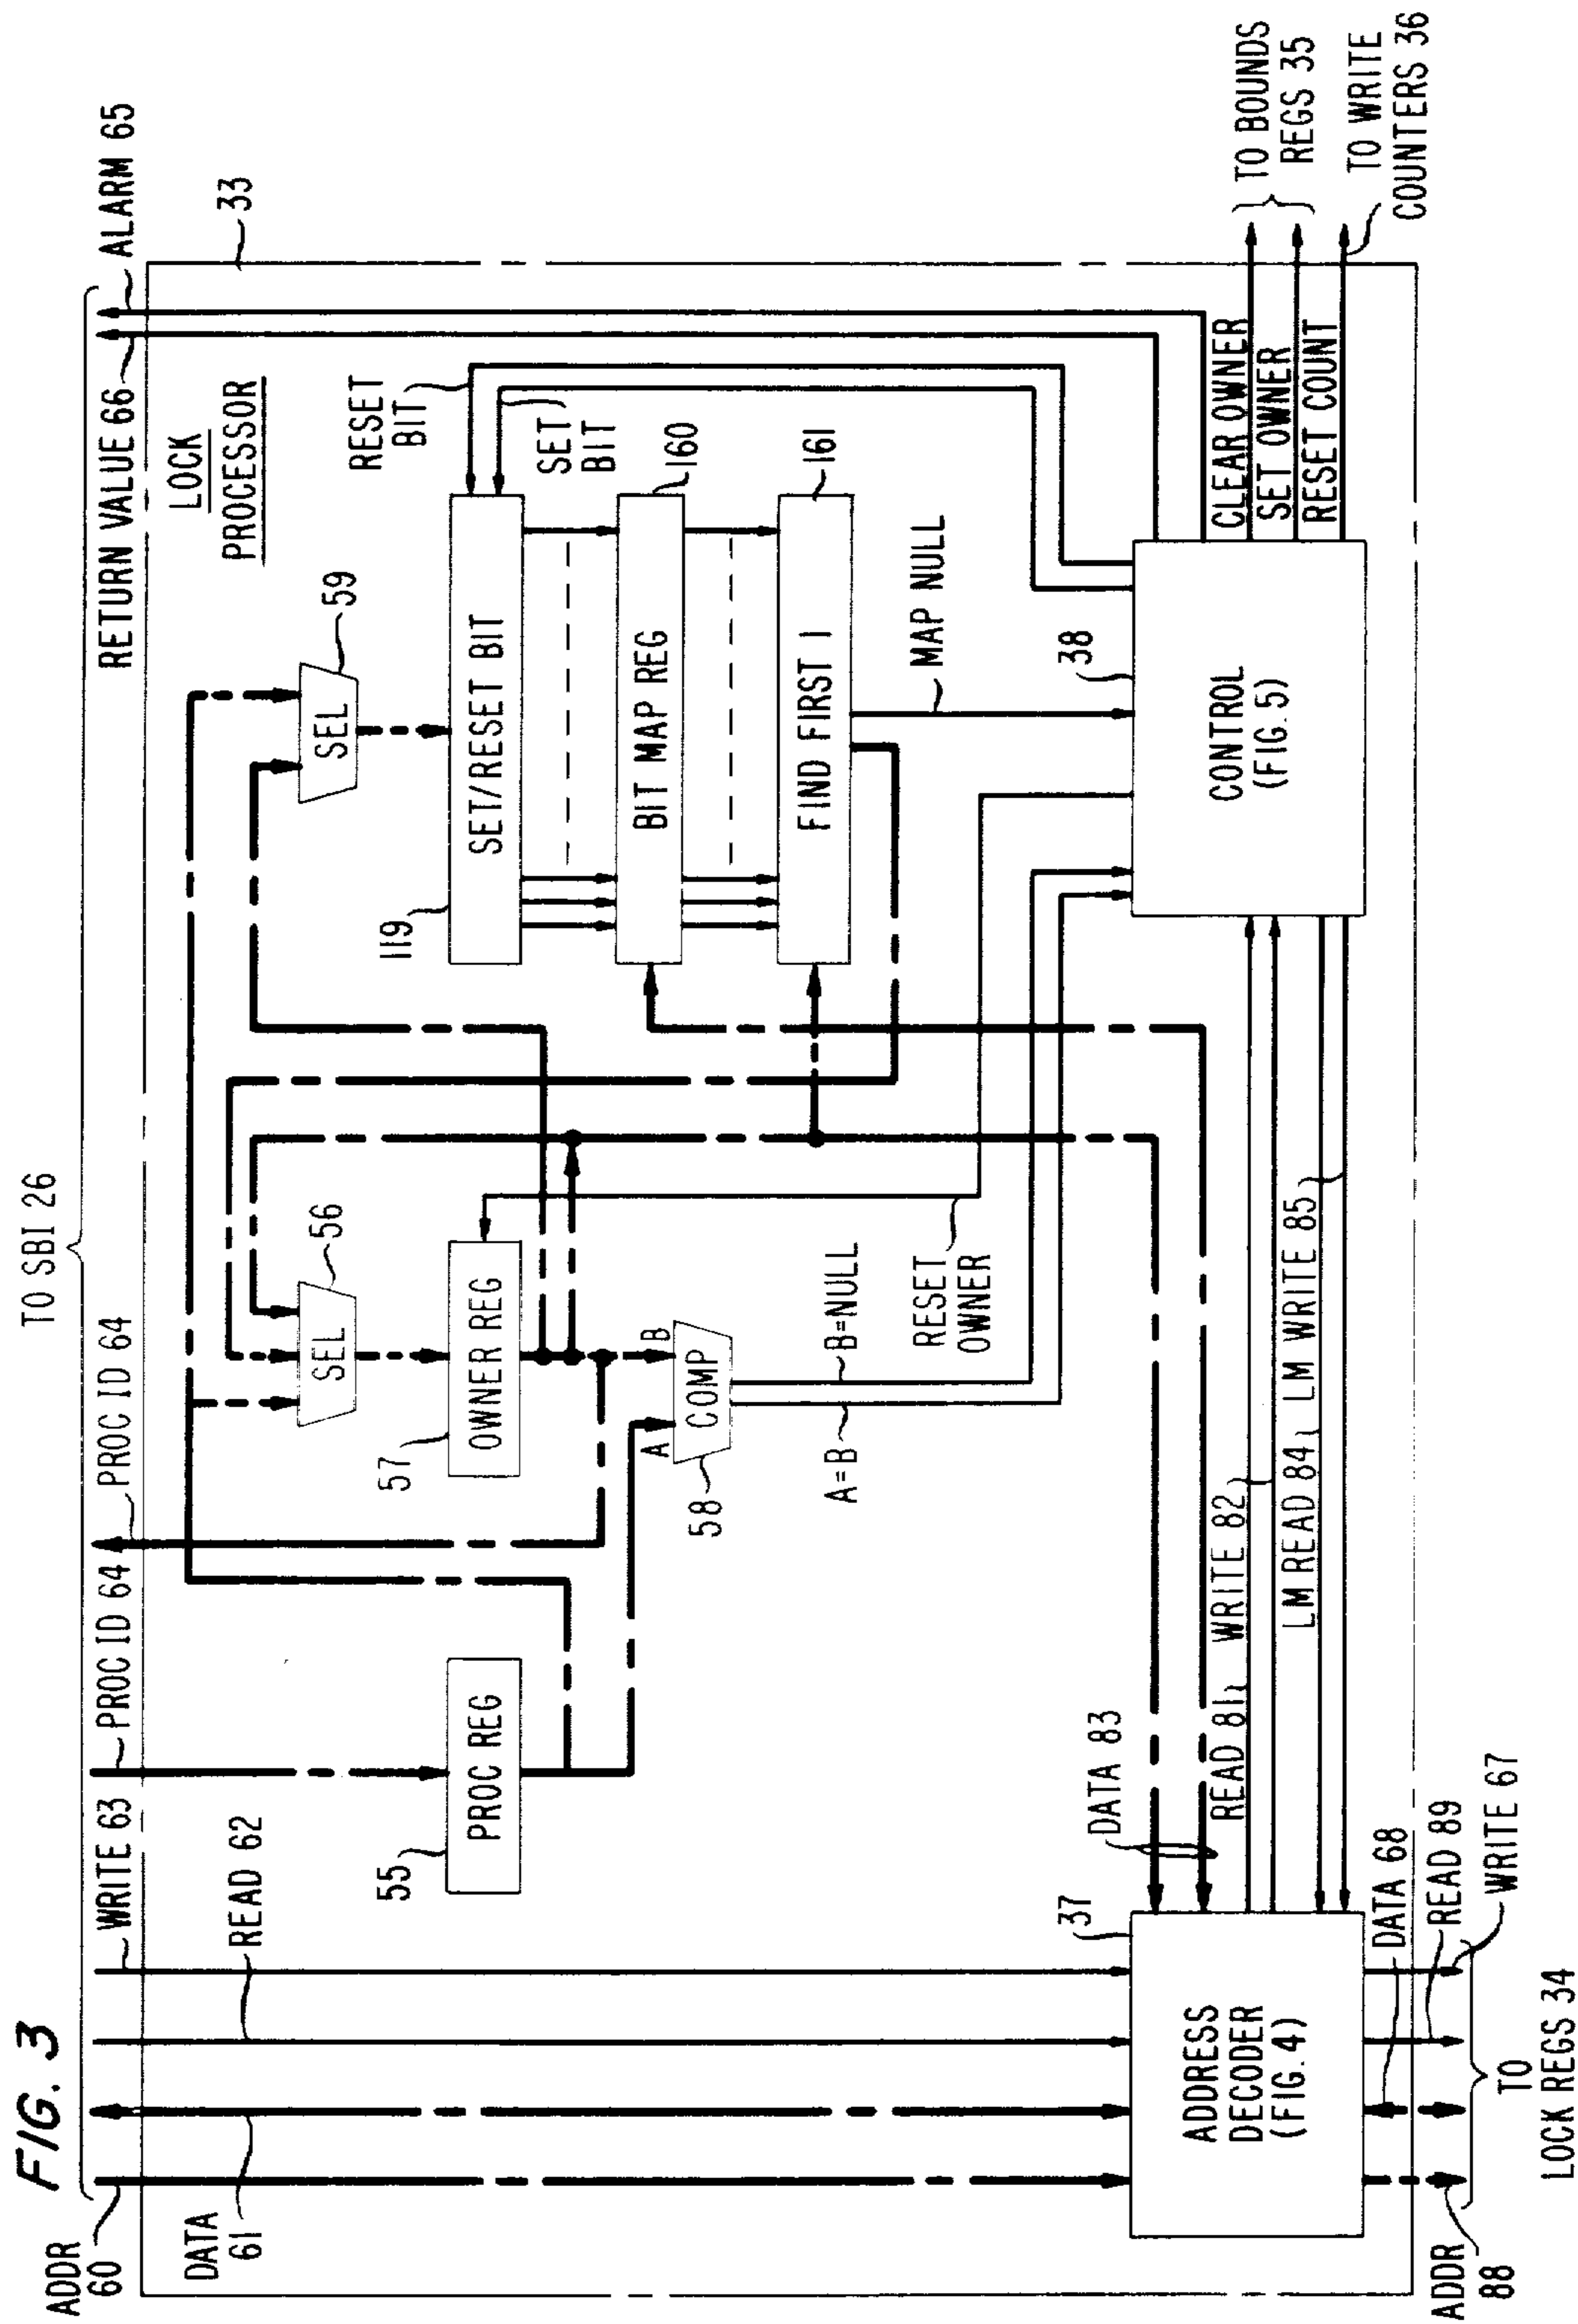 FIG. 3
TO SBI 26
ADDR
60
DATA
61
READ 62
WRITE 63
PROC ID 64
PROC ID 64
RETURN VALUE 66
ALARM 65
33
LOCK
PROCESSOR
SEL
56
SEL
59
PROC REG
55
OWNER REG
57
SET/RESET BIT
119
RESET
BIT
SET
BIT
BIT MAP REG
160
FIND FIRST 1
161
COMP
A
B
58
A=B
B=NULL
RESET
OWNER
MAP NULL
ADDRESS
DECODER
(FIG. 4)
37
DATA 83
READ 81
WRITE 82
LM READ 84
LM WRITE 85
CONTROL
(FIG. 5)
38
CLEAR OWNER
SET OWNER
RESET COUNT
TO BOUNDS
REGS 35
TO WRITE
COUNTERS 36
ADDR
88
DATA 68
READ 89
WRITE 67
TO
LOCK REGS 34